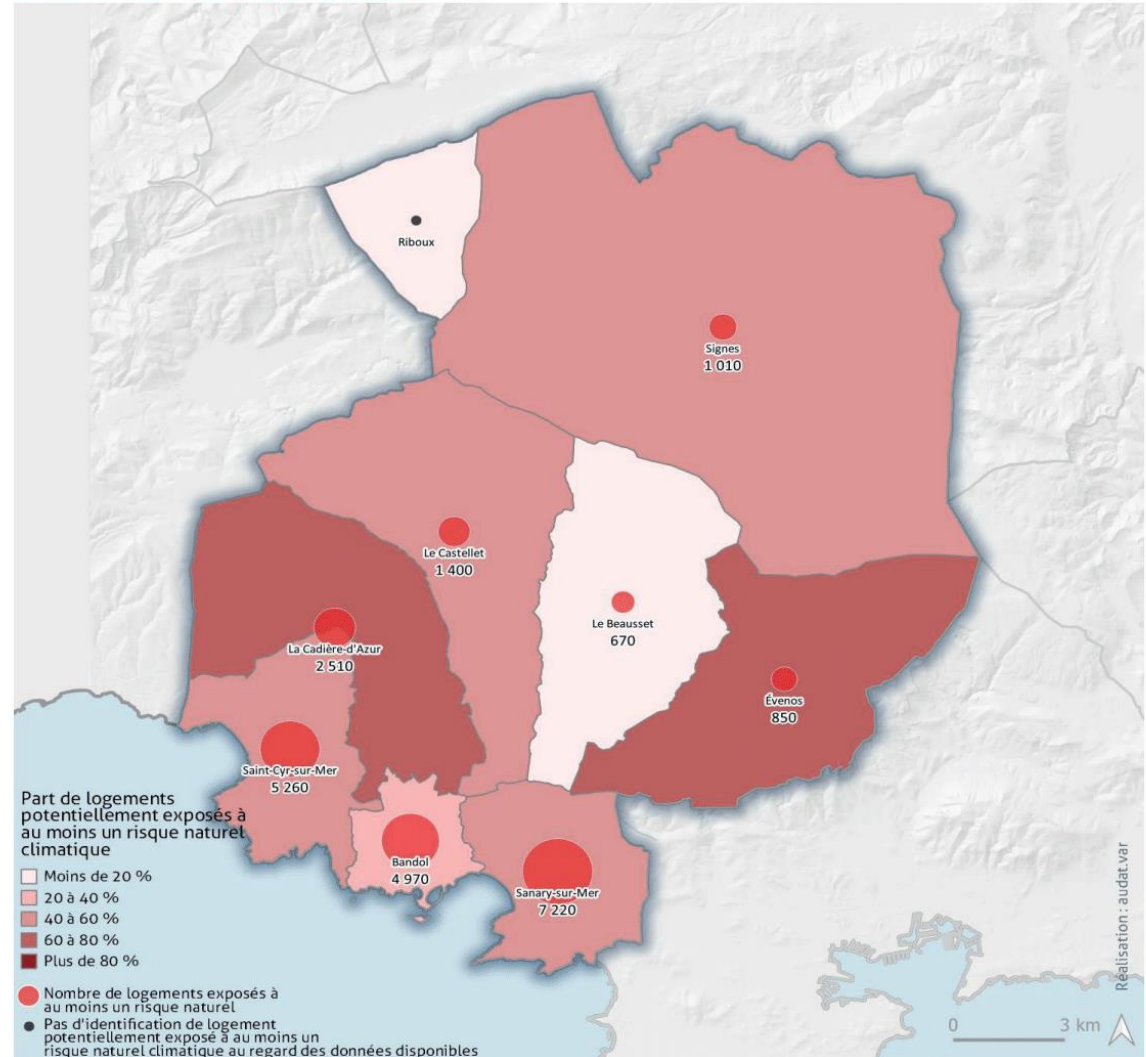 Riboux
Signes
1 010
Le Castellet
1 400
Le Beausset
670
La Cadière-d'Azur
2 510
Évenos
850
Saint-Cyr-sur-Mer
5 260
Bandol
4 970
Sanary-sur-Mer
7 220
Part de logements
potentiellement exposés à
au moins un risque naturel
climatique
Moins de 20 %
20 à 40 %
40 à 60 %
60 à 80 %
Plus de 80 %
Nombre de logements exposés à
au moins un risque naturel
Pas d'identification de logement
potentiellement exposé à au moins un
risque naturel climatique au regard des données disponibles
Réalisation : audat.var
0 3 km